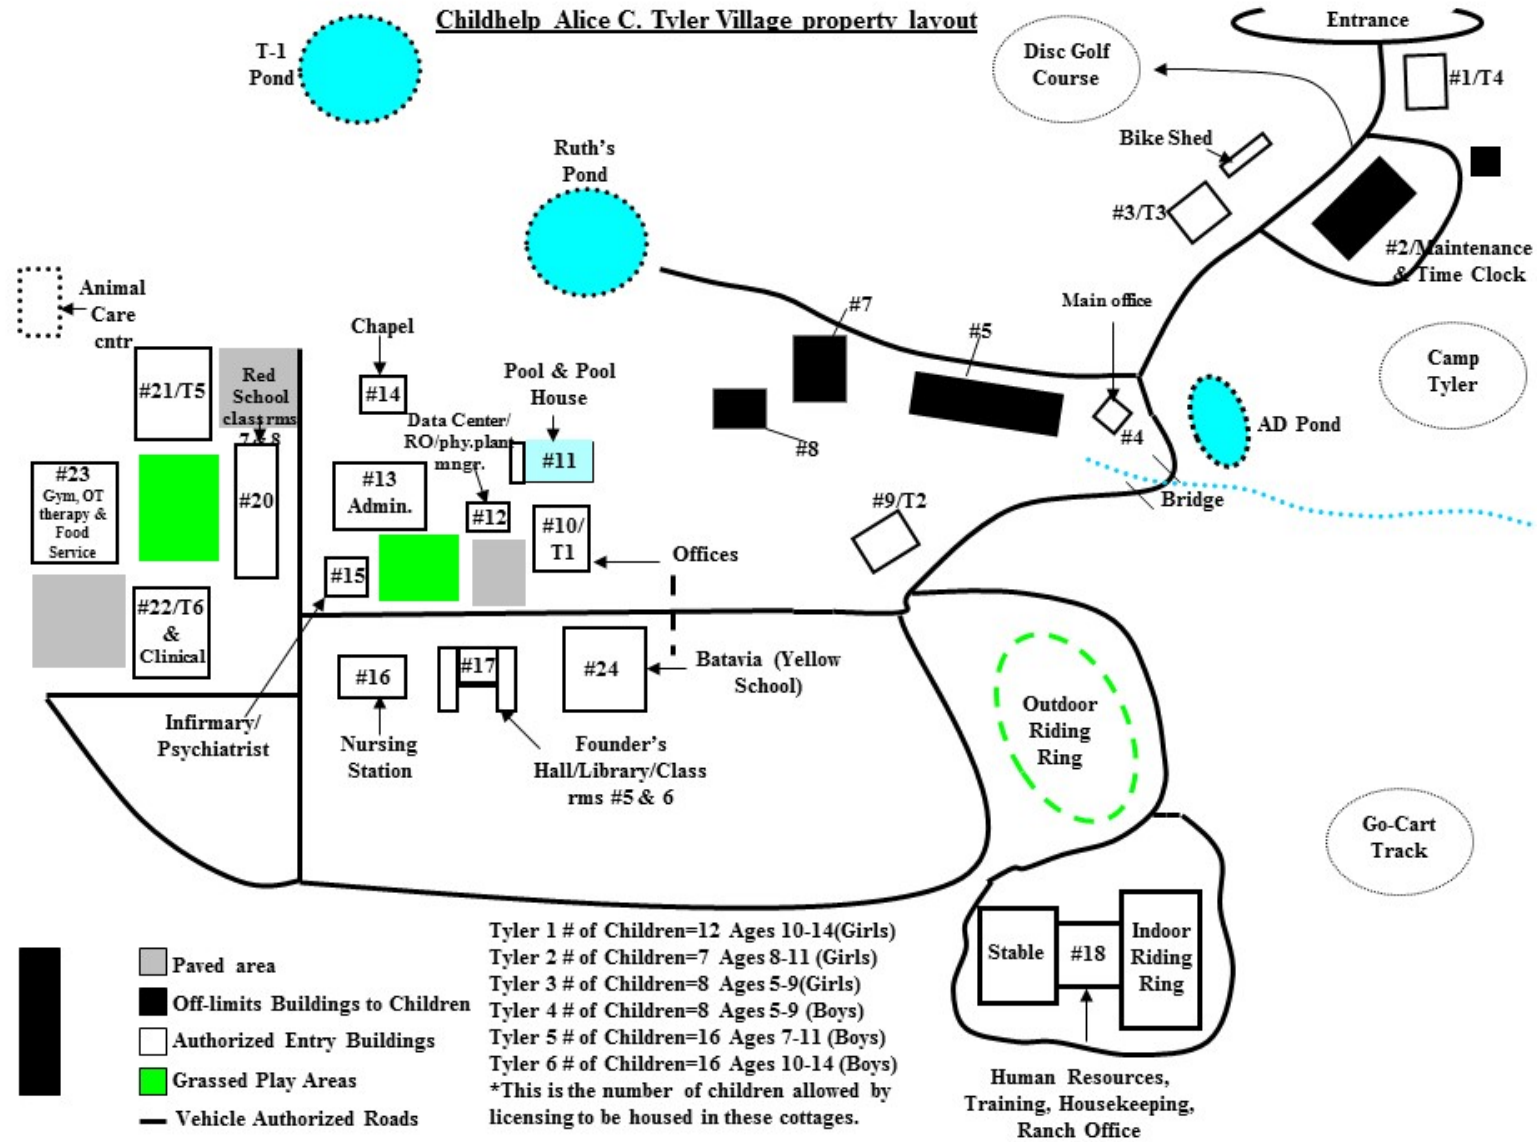 Childhelp Alice C. Tyler Village property layout
Entrance
T-1
Pond
Disc Golf
Course
#1/T4
Bike Shed
Ruth's
Pond
#3/T3
#2/Maintenance
& Time Clock
Animal
Care
cntr
Main office
#7
#5
Chapel
Camp
Tyler
#21/T5
Red
School
class rms
7 & 8
Pool & Pool
House
#14
Data Center/
RO/phy.plant
mngr.
#4
AD Pond
#8
#11
#23
Gym, OT
therapy &
Food
Service
#13
Admin.
#20
#12
#9/T2
Bridge
#10/
T1
Offices
#15
#22/T6
&
Clinical
#16
#17
#24
Batavia (Yellow
School)
Outdoor
Riding
Ring
Infirmary/
Psychiatrist
Nursing
Station
Founder's
Hall/Library/Class
rms #5 & 6
Go-Cart
Track
Stable
#18
Indoor
Riding
Ring
Human Resources,
Training, Housekeeping,
Ranch Office
Paved area
Off-limits Buildings to Children
Authorized Entry Buildings
Grassed Play Areas
Vehicle Authorized Roads
Tyler 1 # of Children=12 Ages 10-14(Girls)
Tyler 2 # of Children=7 Ages 8-11 (Girls)
Tyler 3 # of Children=8 Ages 5-9(Girls)
Tyler 4 # of Children=8 Ages 5-9 (Boys)
Tyler 5 # of Children=16 Ages 7-11 (Boys)
Tyler 6 # of Children=16 Ages 10-14 (Boys)
*This is the number of children allowed by
licensing to be housed in these cottages.